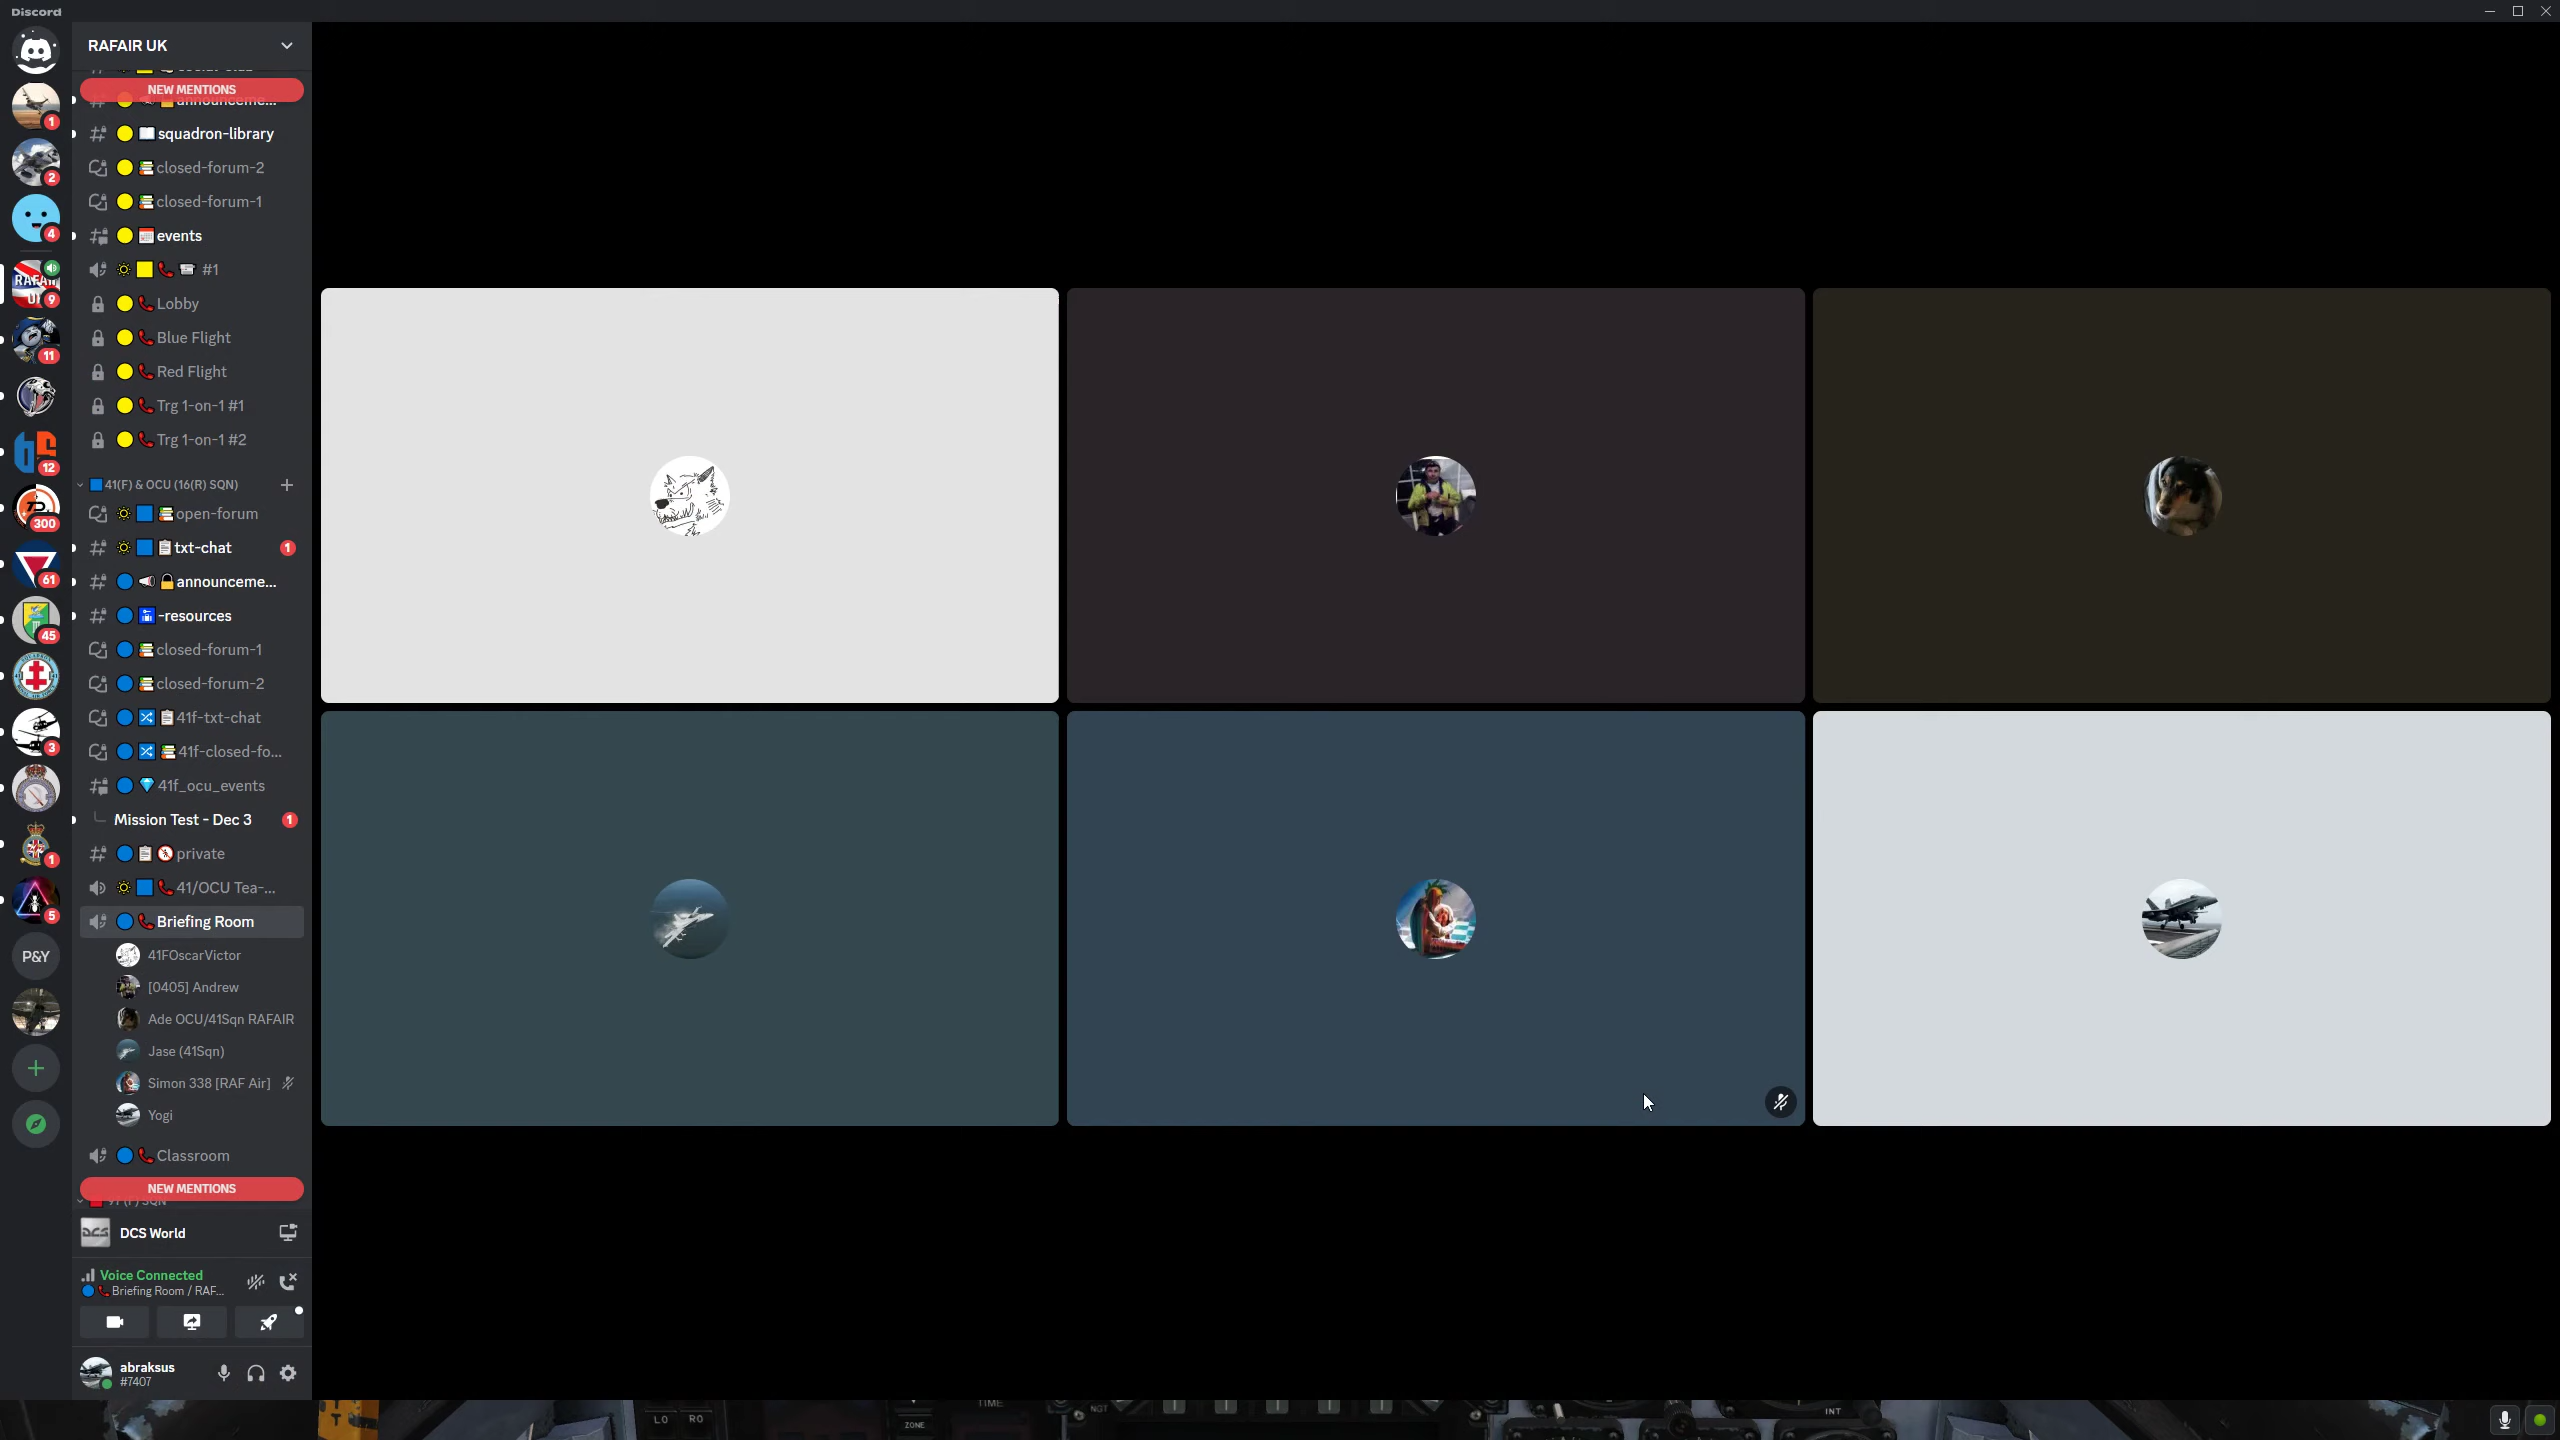 Discord
RAFAIR UK
NEW MENTIONS
announceme...
squadron-library
closed-forum-2
closed-forum-1
events
#1
Lobby
Blue Flight
Red Flight
Trg 1-on-1 #1
Trg 1-on-1 #2
41(F) & OCU (16(R) SQN)
open-forum
txt-chat 1
announceme...
-resources
closed-forum-1
closed-forum-2
41f-txt-chat
41f-closed-fo...
41f_ocu_events
Mission Test - Dec 3 1
private
41/OCU Tea-...
Briefing Room
41FOscarVictor
[0405] Andrew
Ade OCU/41Sqn RAFAIR
Jase (41Sqn)
Simon 338 [RAF Air]
Yogi
Classroom
NEW MENTIONS
DCS
DCS World
Voice Connected
Briefing Room / RAF...
abraksus
#7407
1
2
4
9
11
12
300
61
45
3
1
5
P&Y
LO RO
ZONE
TIME
NGT
INT